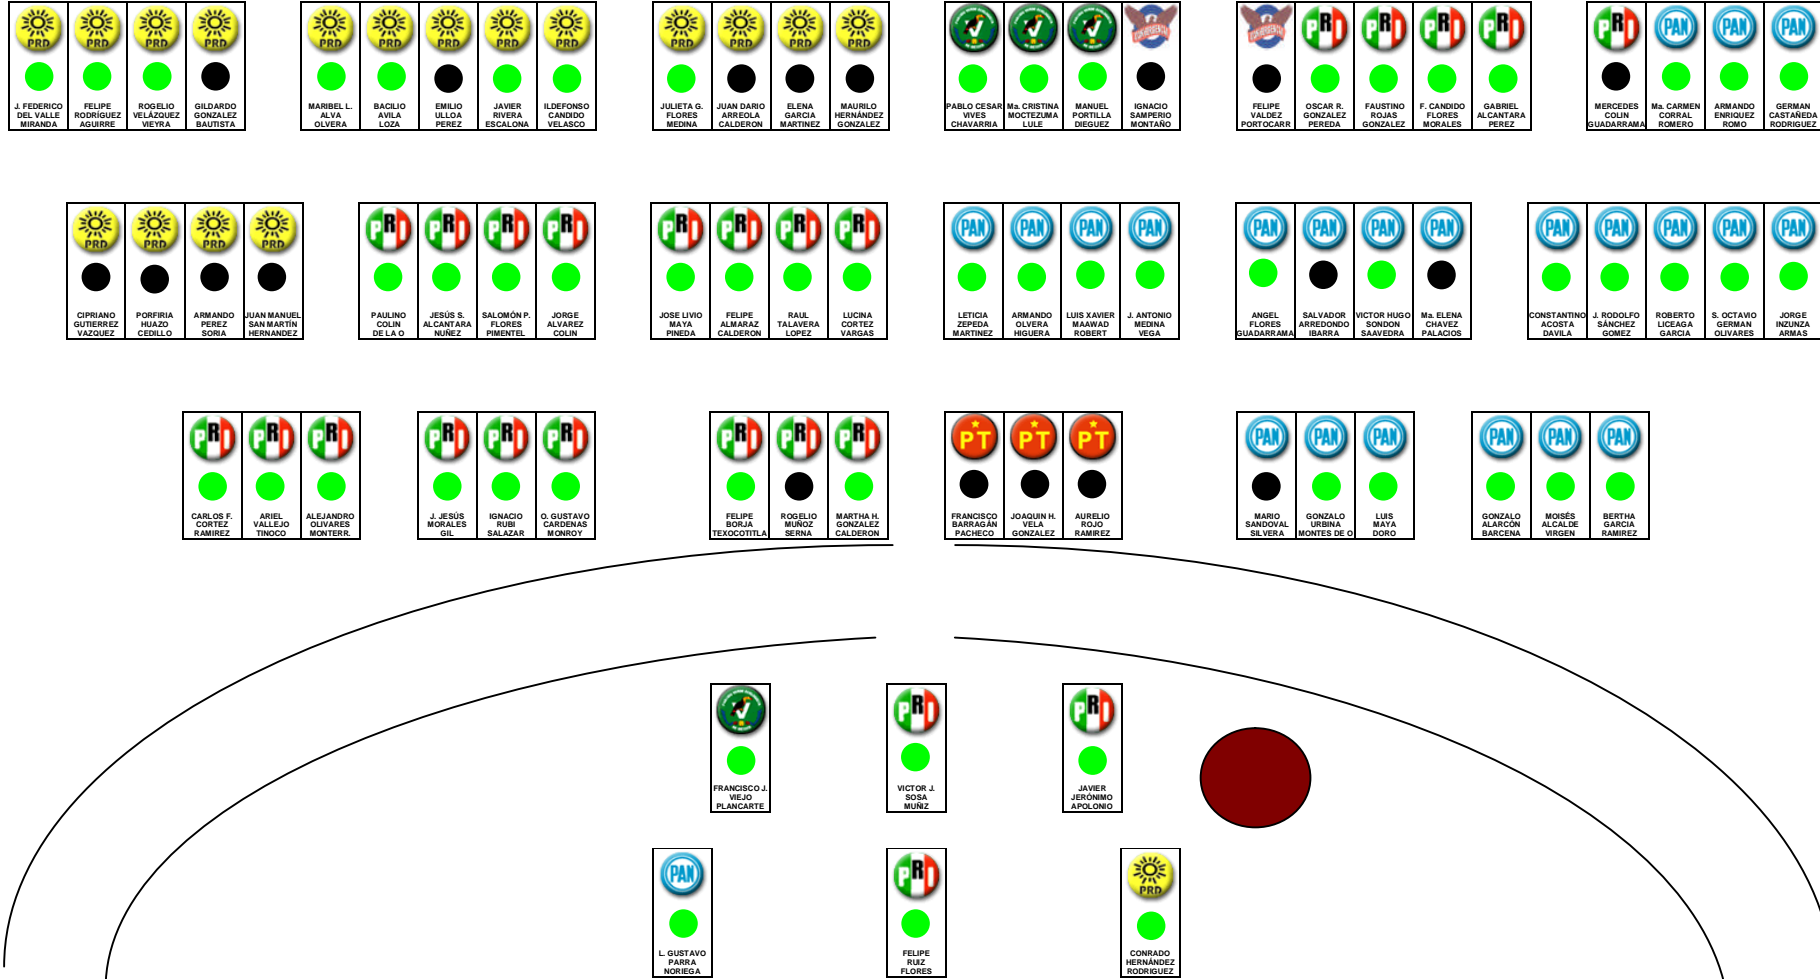 PRD PRD PRD PRD
J. FEDERICO
DEL VALLE
MIRANDA
FELIPE
RODRÍGUEZ
AGUIRRE
ROGELIO
VELÁZQUEZ
VIEYRA
GILDARDO
GONZALEZ
BAUTISTA
PRD PRD PRD PRD PRD
MARIBEL L.
ALVA
OLVERA
BACILIO
AVILA
LOZA
EMILIO
ULLOA
PEREZ
JAVIER
RIVERA
ESCALONA
ILDEFONSO
CANDIDO
VELASCO
PRD PRD PRD PRD
JULIETA G.
FLORES
MEDINA
JUAN DARIO
ARREOLA
CALDERON
ELENA
GARCIA
MARTINEZ
MAURILO
HERNÁNDEZ
GONZALEZ
PABLO CESAR
VIVES
CHAVARRIA
Ma. CRISTINA
MOCTEZUMA
LULE
MANUEL
PORTILLA
DIEGUEZ
IGNACIO
SAMPERIO
MONTAÑO
PRI PRI PRI PRI
FELIPE
VALDEZ
PORTOCARR
OSCAR R.
GONZALEZ
PEREDA
FAUSTINO
ROJAS
GONZALEZ
F. CANDIDO
FLORES
MORALES
GABRIEL
ALCANTARA
PEREZ
PRI PAN PAN PAN
MERCEDES
COLIN
GUADARRAMA
Ma. CARMEN
CORRAL
ROMERO
ARMANDO
ENRIQUEZ
ROMO
GERMAN
CASTAÑEDA
RODRIGUEZ
PRD PRD PRD PRD
CIPRIANO
GUTIERREZ
VAZQUEZ
PORFIRIA
HUAZO
CEDILLO
ARMANDO
PEREZ
SORIA
JUAN MANUEL
SAN MARTÍN
HERNANDEZ
PRI PRI PRI PRI
PAULINO
COLIN
DE LA O
JESÚS S.
ALCANTARA
NUÑEZ
SALOMÓN P.
FLORES
PIMENTEL
JORGE
ALVAREZ
COLIN
PRI PRI PRI PRI
JOSE LIVIO
MAYA
PINEDA
FELIPE
ALMARAZ
CALDERON
RAUL
TALAVERA
LOPEZ
LUCINA
CORTEZ
VARGAS
PAN PAN PAN PAN
LETICIA
ZEPEDA
MARTINEZ
ARMANDO
OLVERA
HIGUERA
LUIS XAVIER
MAAWAD
ROBERT
J. ANTONIO
MEDINA
VEGA
PAN PAN PAN PAN
ANGEL
FLORES
GUADARRAMA
SALVADOR
ARREDONDO
IBARRA
VICTOR HUGO
SONDON
SAAVEDRA
Ma. ELENA
CHAVEZ
PALACIOS
PAN PAN PAN PAN PAN
CONSTANTINO
ACOSTA
DAVILA
J. RODOLFO
SÁNCHEZ
GOMEZ
ROBERTO
LICEAGA
GARCIA
S. OCTAVIO
GERMAN
OLIVARES
JORGE
INZUNZA
ARMAS
PRI PRI PRI
CARLOS F.
CORTEZ
RAMIREZ
ARIEL
VALLEJO
TINOCO
ALEJANDRO
OLIVARES
MONTERR.
PRI PRI PRI
J. JESÚS
MORALES
GIL
IGNACIO
RUBI
SALAZAR
O. GUSTAVO
CARDENAS
MONROY
PRI PRI PRI
FELIPE
BORJA
TEXOCOTITLA
ROGELIO
MUÑOZ
SERNA
MARTHA H.
GONZALEZ
CALDERON
PT PT PT
FRANCISCO
BARRAGÁN
PACHECO
JOAQUIN H.
VELA
GONZALEZ
AURELIO
ROJO
RAMIREZ
PAN PAN PAN
MARIO
SANDOVAL
SILVERA
GONZALO
URBINA
MONTES DE O
LUIS
MAYA
DORO
PAN PAN PAN
GONZALO
ALARCÓN
BARCENA
MOISÉS
ALCALDE
VIRGEN
BERTHA
GARCIA
RAMIREZ
FRANCISCO J.
VIEJO
PLANCARTE
PRI
VICTOR J.
SOSA
MUÑIZ
PRI
JAVIER
JERÓNIMO
APOLONIO
PAN
L. GUSTAVO
PARRA
NORIEGA
PRI
FELIPE
RUIZ
FLORES
PRD
CONRADO
HERNÁNDEZ
RODRIGUEZ